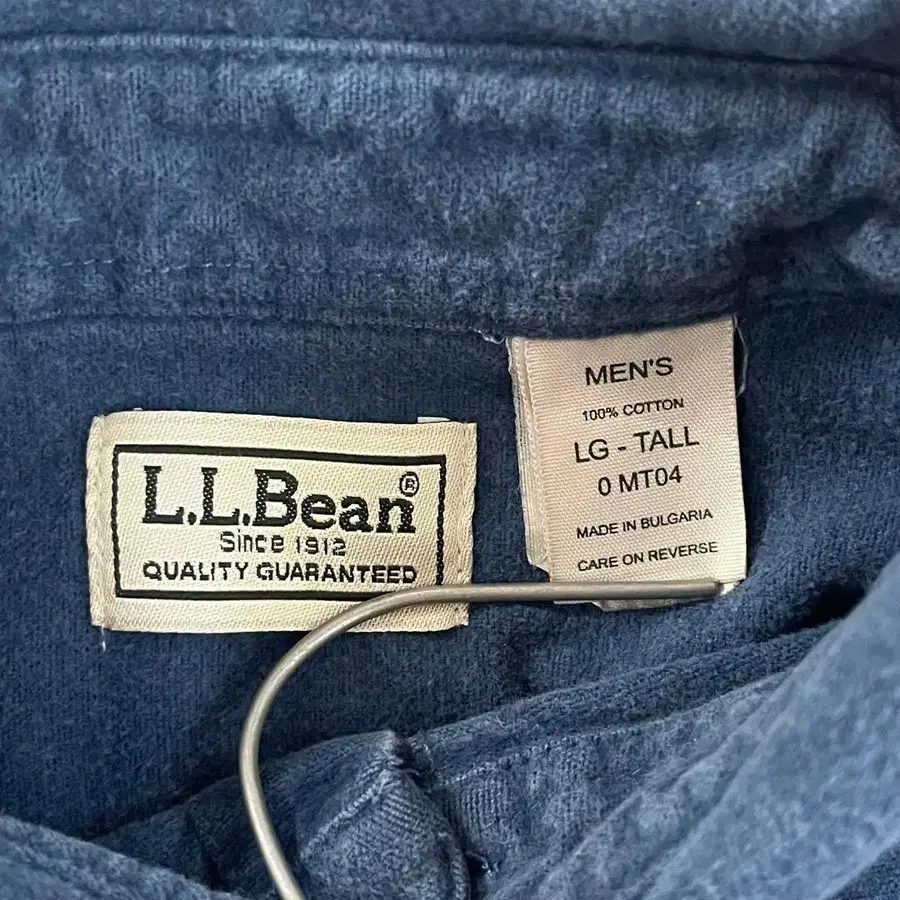 L.L.Bean®
Since 1912
QUALITY GUARANTEED
MEN'S
100% COTTON
LG - TALL
0 MT04
MADE IN BULGARIA
CARE ON REVERSE